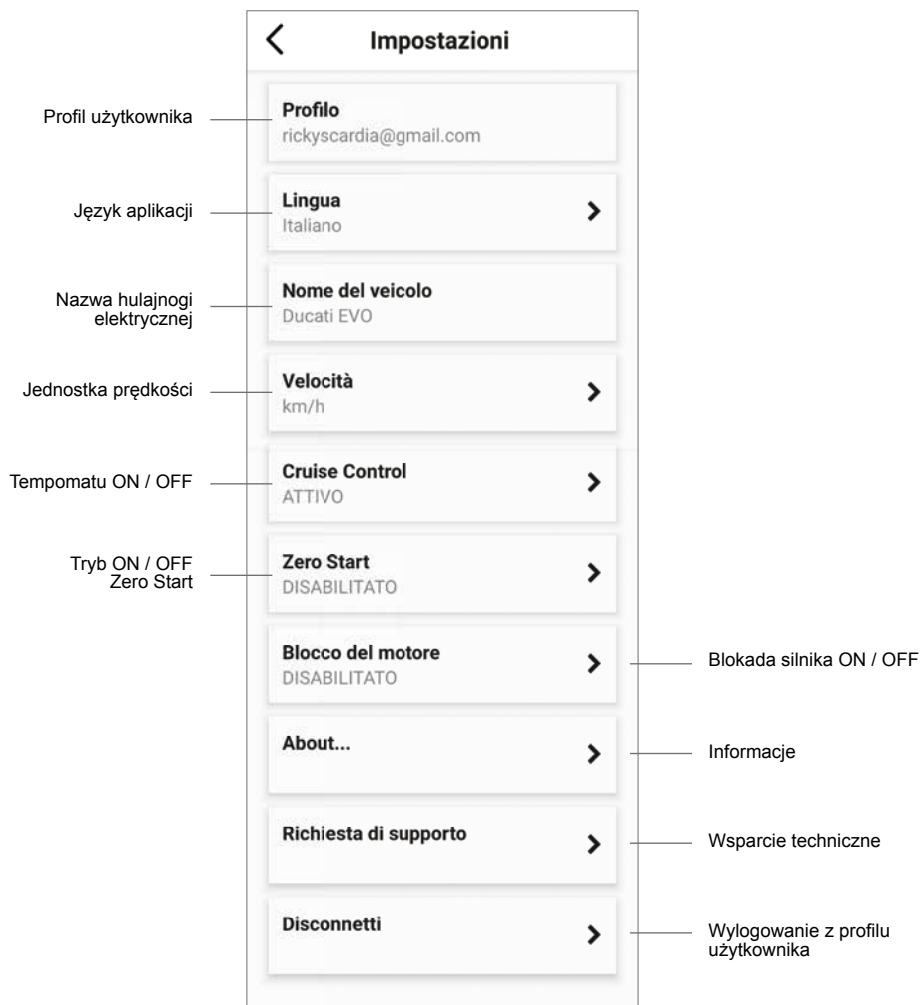 Impostazioni
Profil użytkownika
Profilo
rickyscardia@gmail.com
Język aplikacji
Lingua
Italiano
Nazwa hulajnogi
elektrycznej
Nome del veicolo
Ducati EVO
Jednostka prędkości
Velocità
km/h
Tempomatu ON / OFF
Cruise Control
ATTIVO
Tryb ON / OFF
Zero Start
Zero Start
DISABILITATO
Blocco del motore
DISABILITATO
Blokada silnika ON / OFF
About...
Informacje
Richiesta di supporto
Wsparcie techniczne
Disconnetti
Wylogowanie z profilu
użytkownika